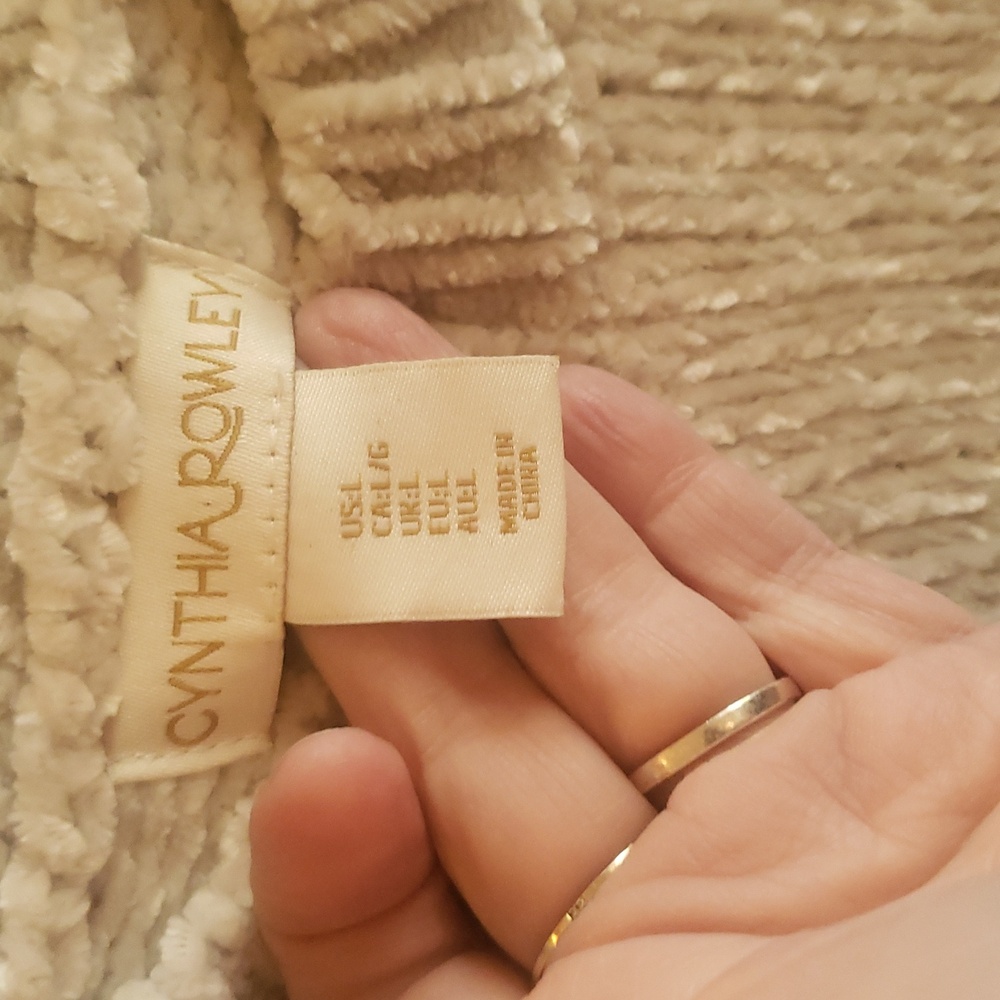 CYNTHIA ROWLEY
US:L
CA:L/G
UK:L
EU:L
AU:L
MADE IN
CHINA